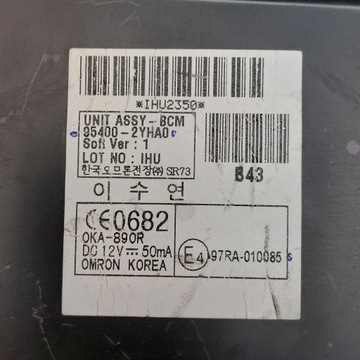 *IHU2350*
UNIT ASSY-BCM
95400-2YHA0
Soft Ver : 1
LOT NO : IHU
한국오므론전장㈜ SR73
B43
이수연
CE0682
OKA-890R
DC 12V⎓50mA
OMRON KOREA
E4 97RA-010085
s